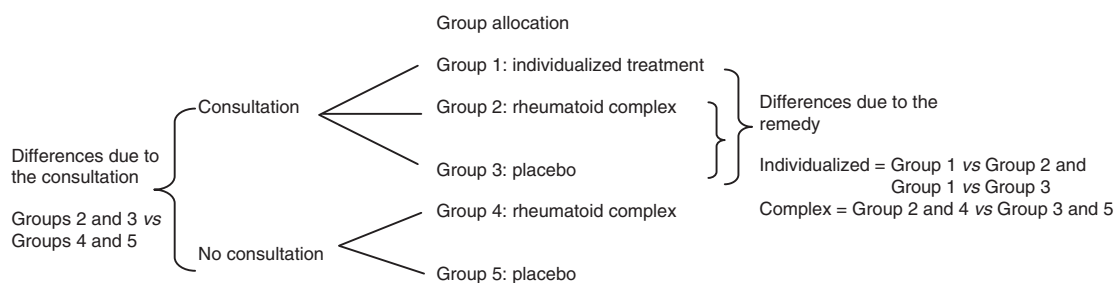 Group allocation
Group 1: individualized treatment
Consultation
Group 2: rheumatoid complex
Differences due to the
remedy
Differences due to
the consultation
Group 3: placebo
Individualized = Group 1 vs Group 2 and
Group 1 vs Group 3
Complex = Group 2 and 4 vs Group 3 and 5
Groups 2 and 3 vs
Groups 4 and 5
Group 4: rheumatoid complex
No consultation
Group 5: placebo